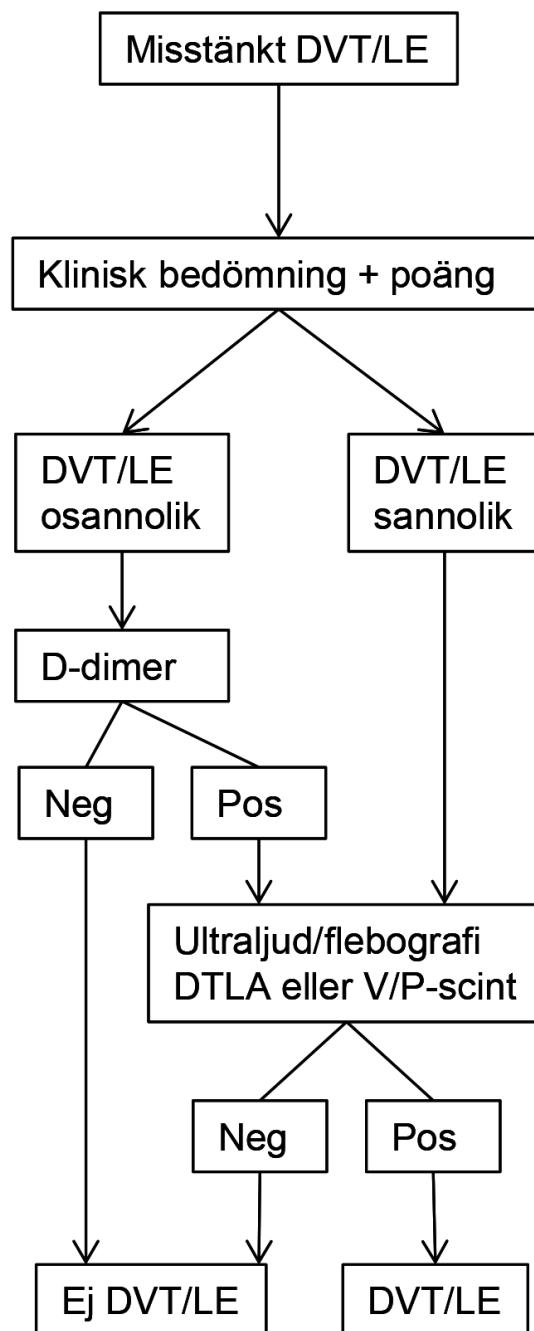 Misstänkt DVT/LE
Klinisk bedömning + poäng
DVT/LE
osannolik
DVT/LE
sannolik
D-dimer
Neg
Pos
Ultraljud/flebografi
DTLA eller V/P-scint
Neg
Pos
Ej DVT/LE
DVT/LE